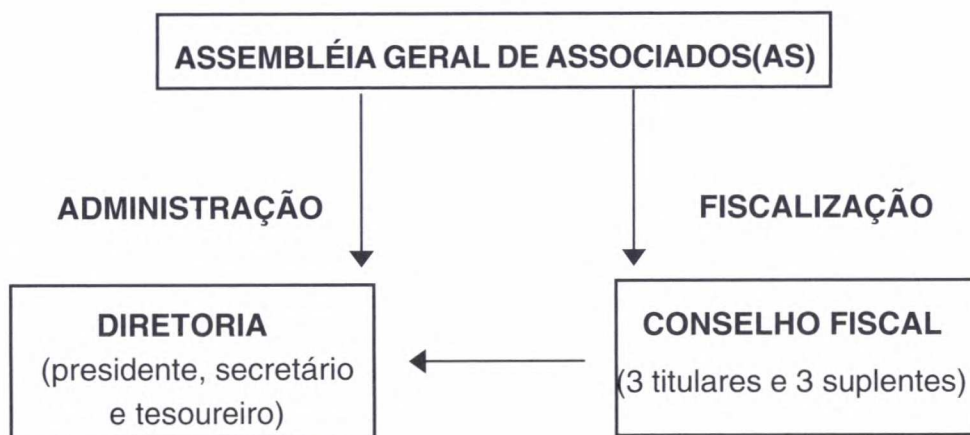 ASSEMBLÉIA GERAL DE ASSOCIADOS(AS)
ADMINISTRAÇÃO
FISCALIZAÇÃO
DIRETORIA
(presidente, secretário
e tesoureiro)
CONSELHO FISCAL
(3 titulares e 3 suplentes)